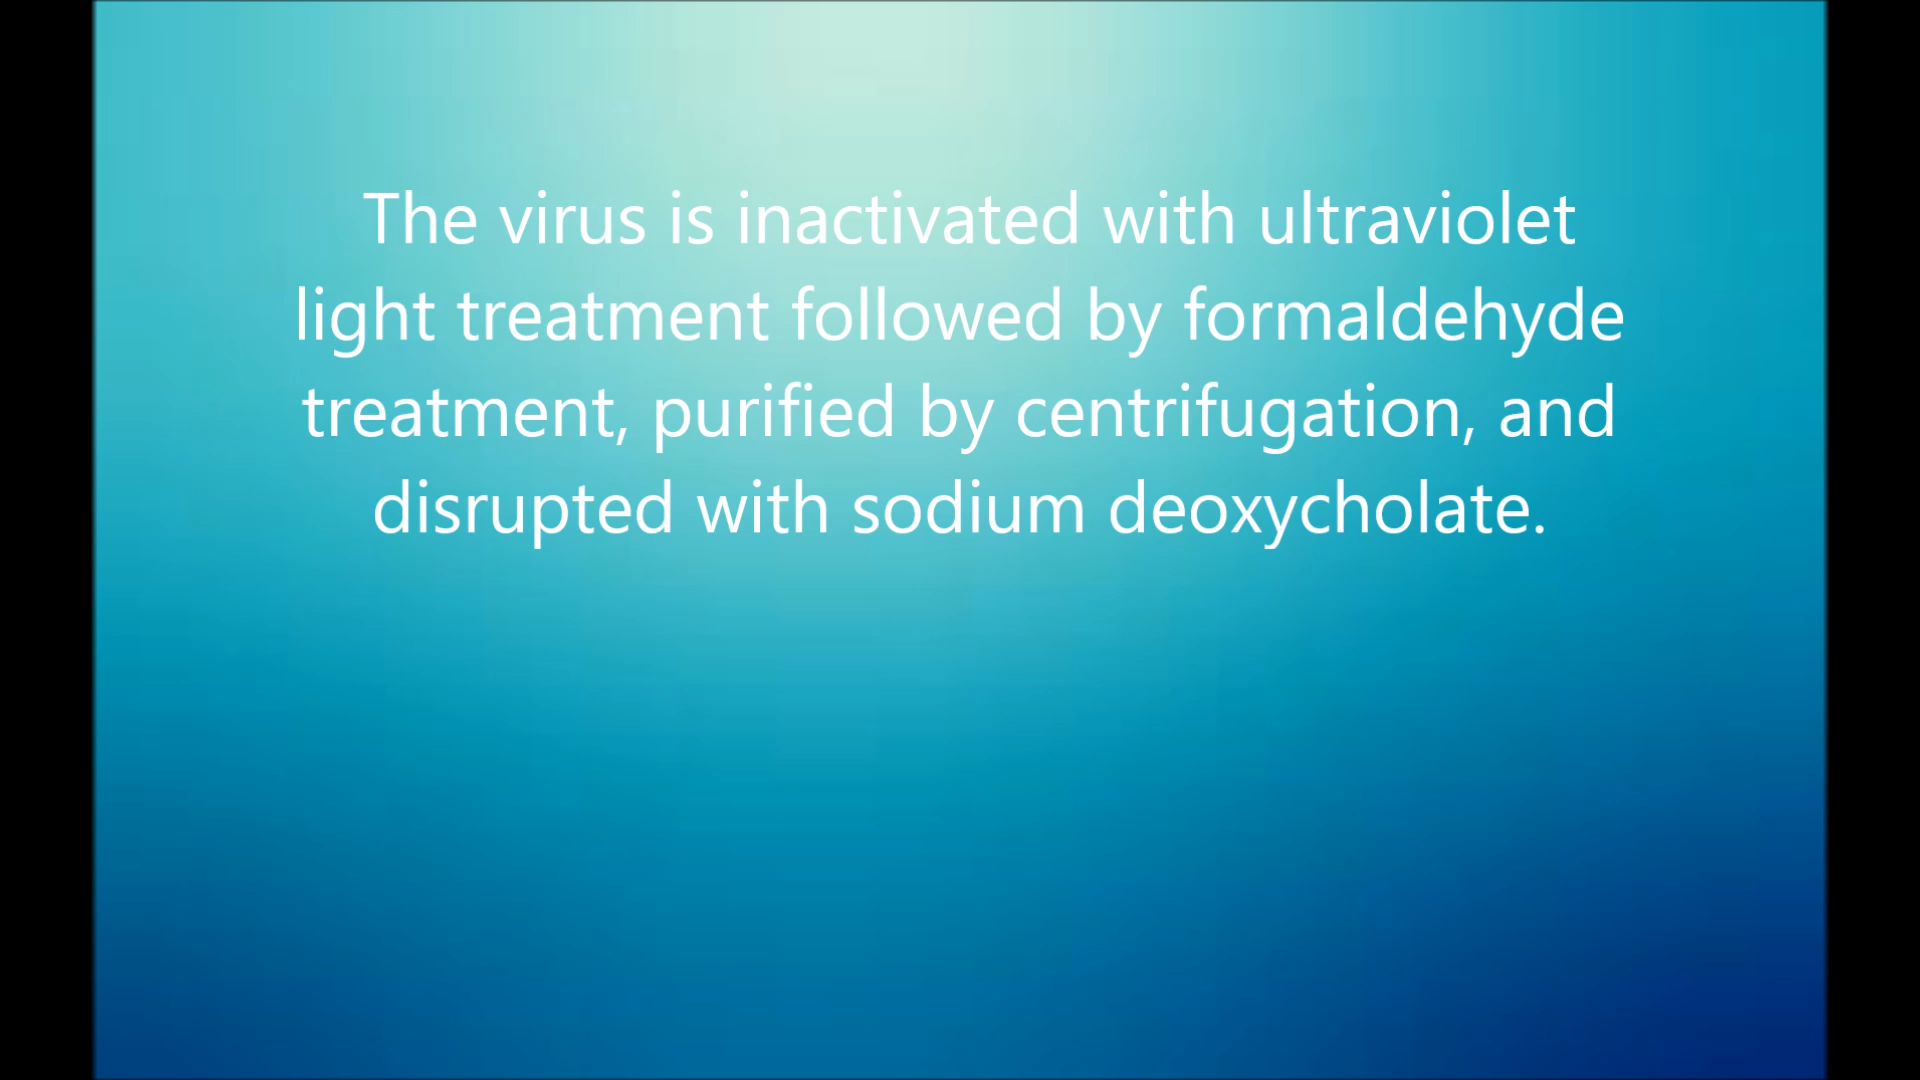 The virus is inactivated with ultraviolet
light treatment followed by formaldehyde
treatment, purified by centrifugation, and
disrupted with sodium deoxycholate.